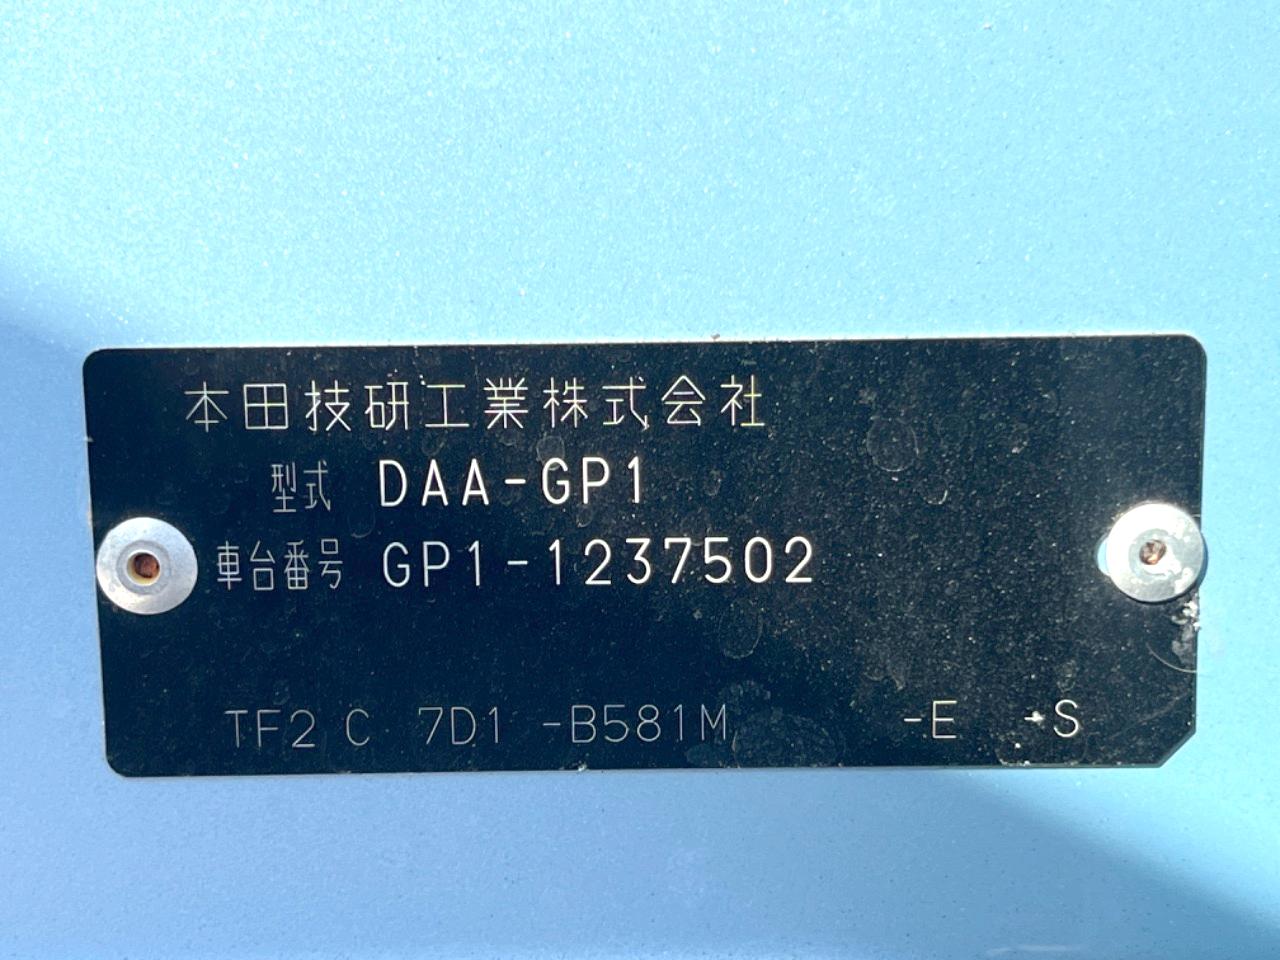 本田技研工業株式会社
型式 DAA-GP1
車台番号 GP1-1237502
TF2 C 7D1 -B581M -E -S